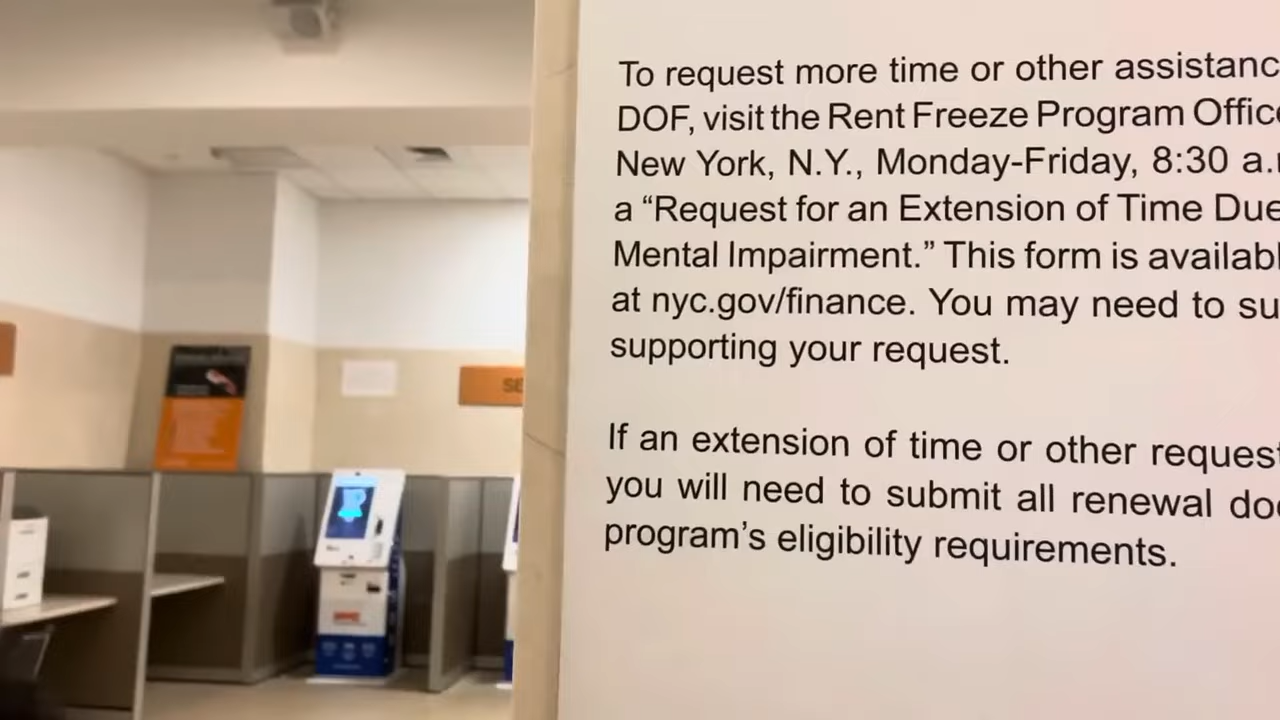 To request more time or other assistanc
DOF, visit the Rent Freeze Program Offic
New York, N.Y., Monday-Friday, 8:30 a.
a “Request for an Extension of Time Due
Mental Impairment.” This form is availabl
at nyc.gov/finance. You may need to su
supporting your request.
If an extension of time or other request
you will need to submit all renewal do
program’s eligibility requirements.
SE